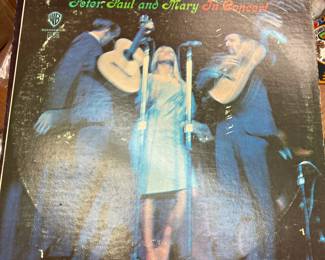 Peter, Paul and Mary In Concert